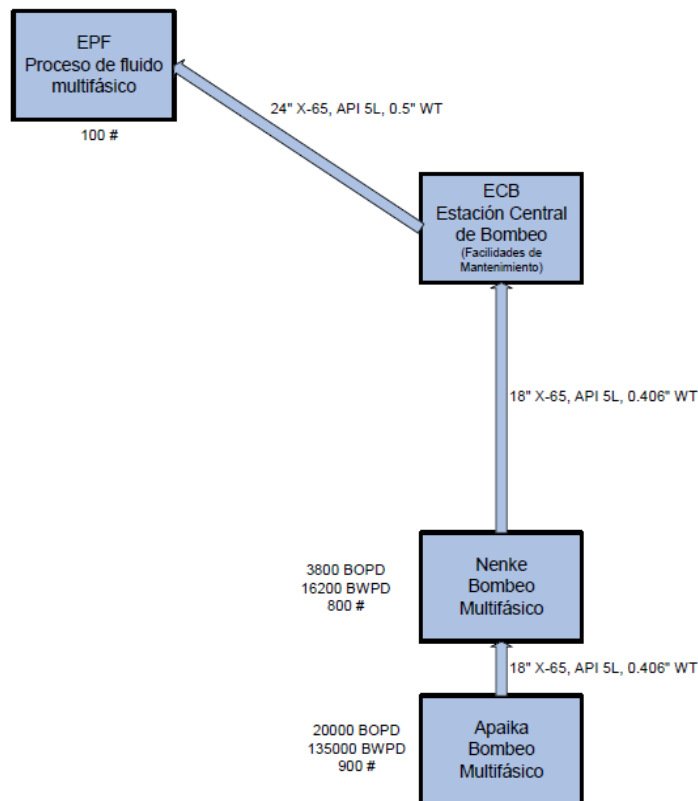 EPF
Proceso de fluido
multifásico
100 #
24" X-65, API 5L, 0.5" WT
ECB
Estación Central
de Bombeo
(Facilidades de
Mantenimiento)
18" X-65, API 5L, 0.406" WT
3800 BOPD
16200 BWPD
800 #
Nenke
Bombeo
Multifásico
18" X-65, API 5L, 0.406" WT
20000 BOPD
135000 BWPD
900 #
Apaika
Bombeo
Multifásico